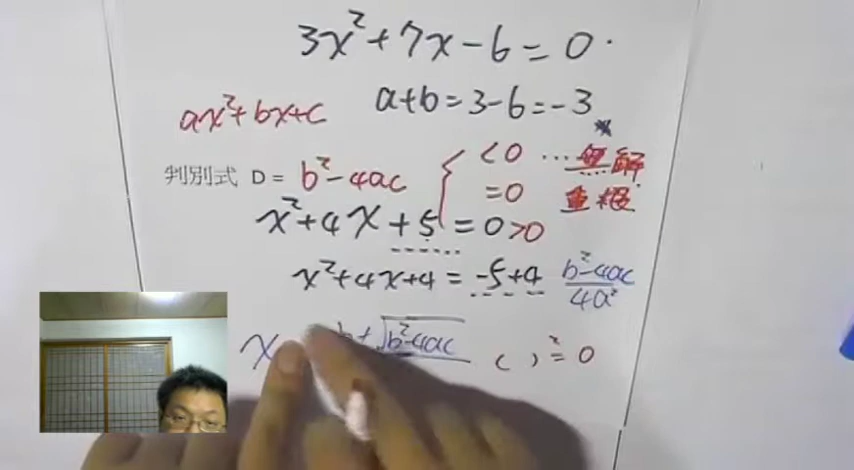 3x²+7x-6=0.
a+b=3-6=-3
ax²+bx+c
<0 …無解
判別式 D= b²-4ac
=0 重根
x²+4x+5=0 >0
x²+4x+4=-5+4 b²-4ac/4a²
x √b²-4ac ( )²=0